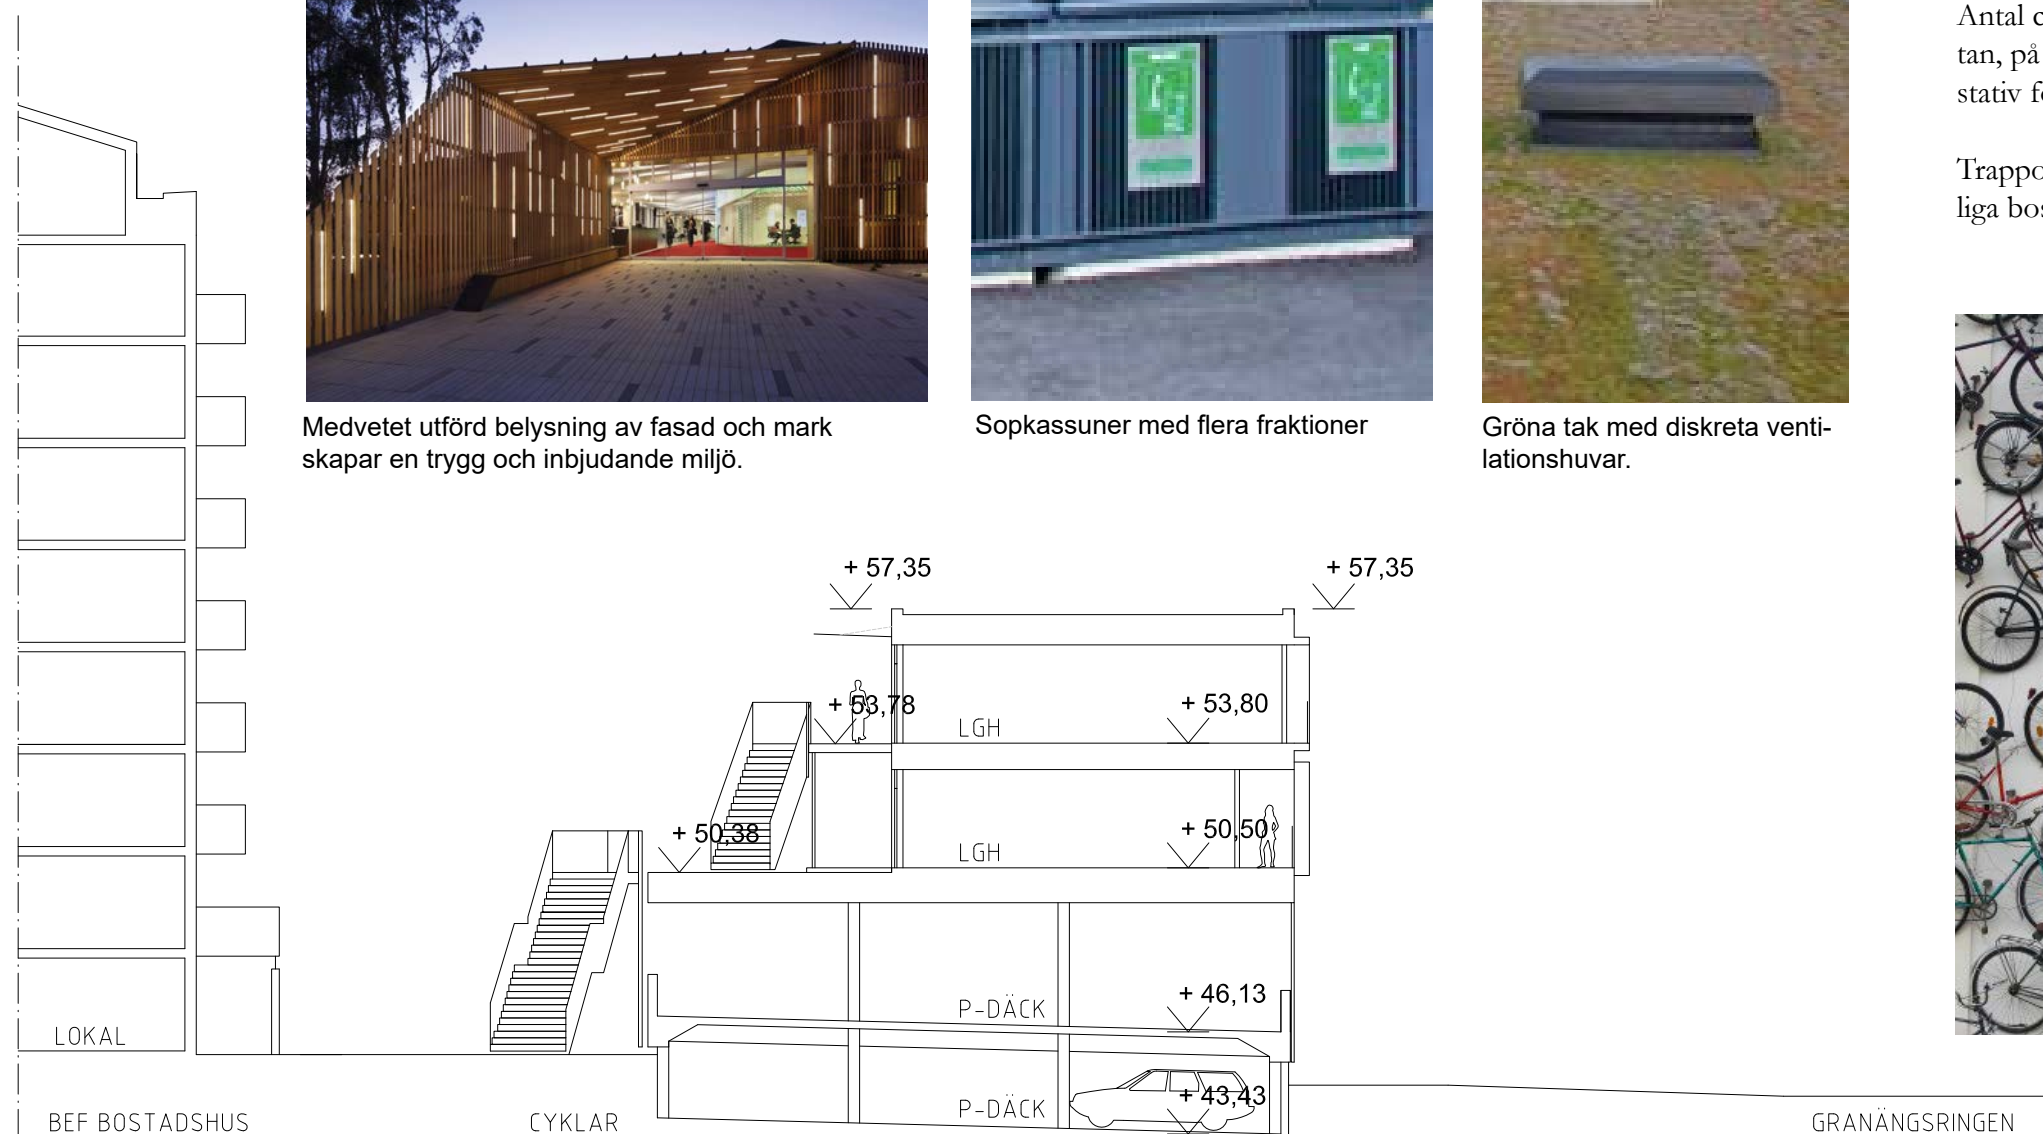 Antal
tan, på
stativ
liga
Medvetet utförd belysning av fasad och mark
skapar en trygg och inbjudande miljö.
Sopkassuner med flera fraktioner
Gröna tak med diskreta venti-
lationshuvar.
+ 57,35
+ 57,35
+ 53,78
+ 53,80
LGH
+ 50,38
+ 50,50
LGH
+ 46,13
P-DÄCK
LOKAL
+ 43,43
P-DÄCK
BEF BOSTADSHUS
CYKLAR
GRANÄNGSRINGEN